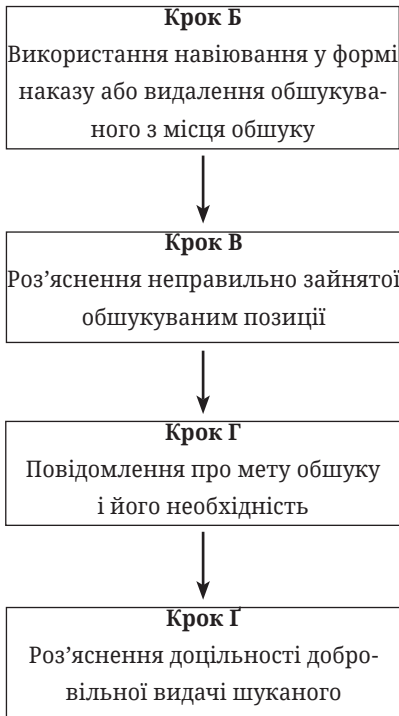 Крок Б
Використання навіювання у формі
наказу або видалення обшукува-
ного з місця обшуку
Крок В
Роз’яснення неправильно зайнятої
обшукуваним позиції
Крок Г
Повідомлення про мету обшуку
і його необхідність
Крок Ґ
Роз’яснення доцільності добро-
вільної видачі шуканого